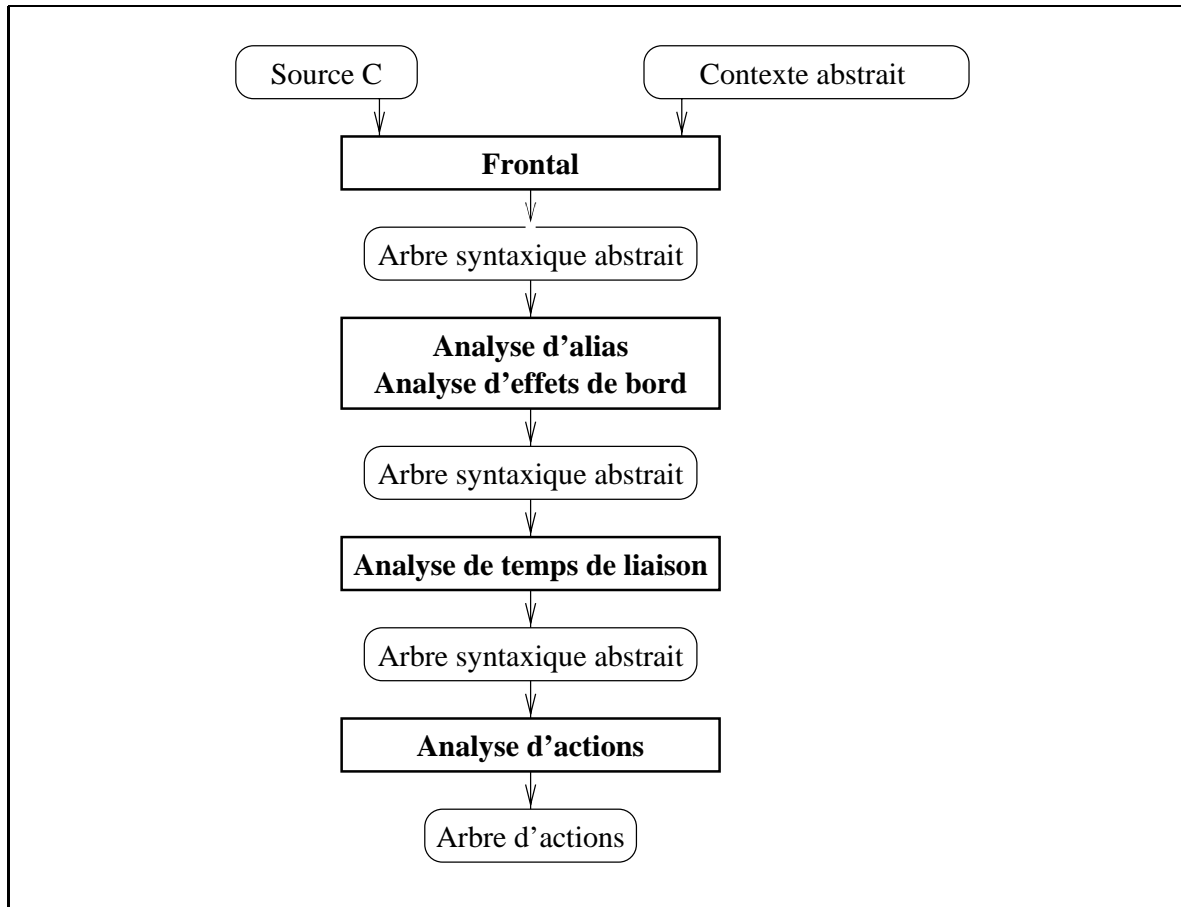 Source C
Contexte abstrait
Frontal
Arbre syntaxique abstrait
Analyse d'alias
Analyse d'effets de bord
Arbre syntaxique abstrait
Analyse de temps de liaison
Arbre syntaxique abstrait
Analyse d'actions
Arbre d'actions